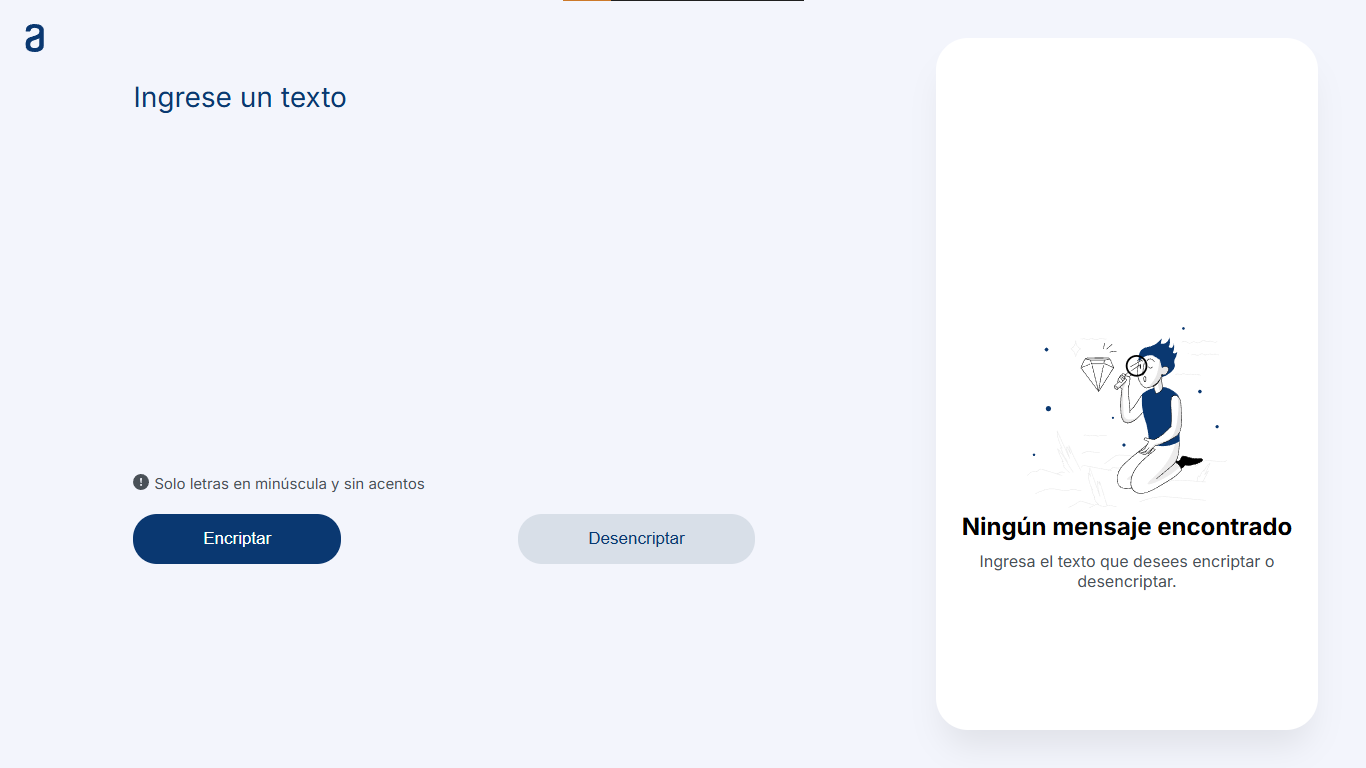 a
Ingrese un texto
! Solo letras en minúscula y sin acentos
Encriptar
Desencriptar
Ningún mensaje encontrado
Ingresa el texto que desees encriptar o
desencriptar.